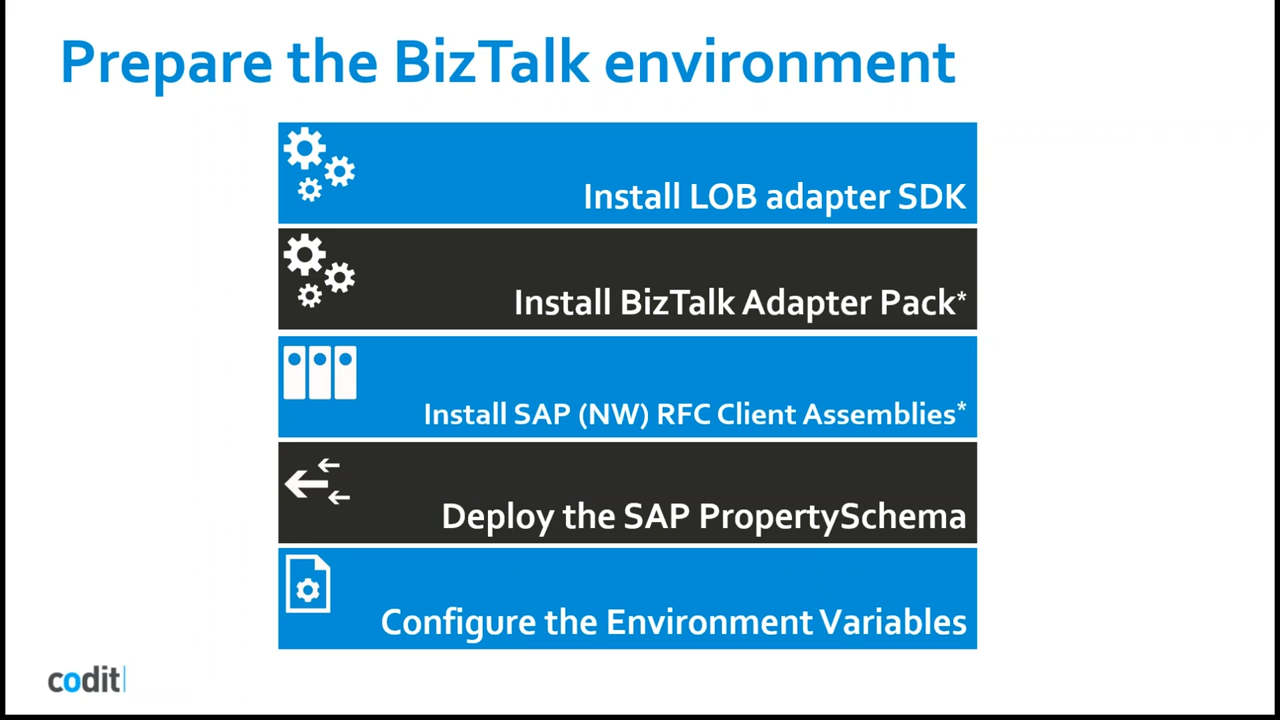 Prepare the BizTalk environment
Install LOB adapter SDK
Install BizTalk Adapter Pack*
Install SAP (NW) RFC Client Assemblies*
Deploy the SAP PropertySchema
Configure the Environment Variables
codit